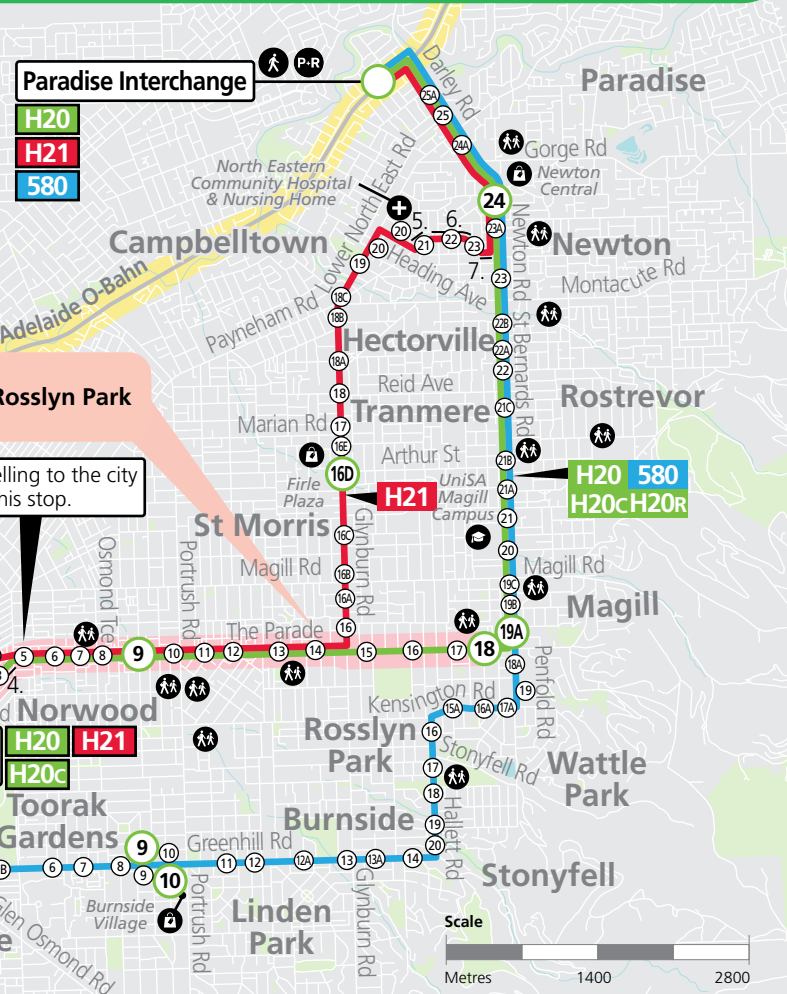 Paradise Interchange
P+R
H20
H21
580
Darley Rd
Paradise
25A
25
24A
Gorge Rd
Newton
Central
North Eastern
Community Hospital
& Nursing Home
Lower North East Rd
24
23A
Newton Rd
Newton
Campbelltown
20
5.
6.
21
22
23
7.
20
19
Heading Ave
Montacute Rd
23
Adelaide O-Bahn
Payneham Rd
18C
18B
22B
St Bernards Rd
Hectorville
22A
22
18A
Reid Ave
Rosslyn Park
18
Tranmere
21C
Rostrevor
Marian Rd
17
16E
Arthur St
elling to the city
his stop.
Firle
Plaza
16D
H21
UniSA
Magill
Campus
21B
21A
H20 580
H20C H20R
21
St Morris
16C
Glynburn Rd
20
Osmond Tce
Portrush Rd
Magill Rd
16B
16A
19C
Magill Rd
19B
Magill
The Parade
16
19A
5
6
7
8
9
10
11
12
13
14
15
16
17
18
18A
Penfold Rd
4.
d
Norwood
Kensington Rd
19
15A
16A
17A
H20 H21
H20C
Rosslyn
Park
16
Stonyfell Rd
17
Wattle
Park
18
Hallett Rd
Toorak
Gardens
Burnside
19
20
9
10
Greenhill Rd
B
6
7
8
11
12
12A
13
13A
14
9
10
Stonyfell
Burnside
Village
Portrush Rd
Linden
Park
Glynburn Rd
Glen Osmond Rd
e
Scale
Metres 1400 2800